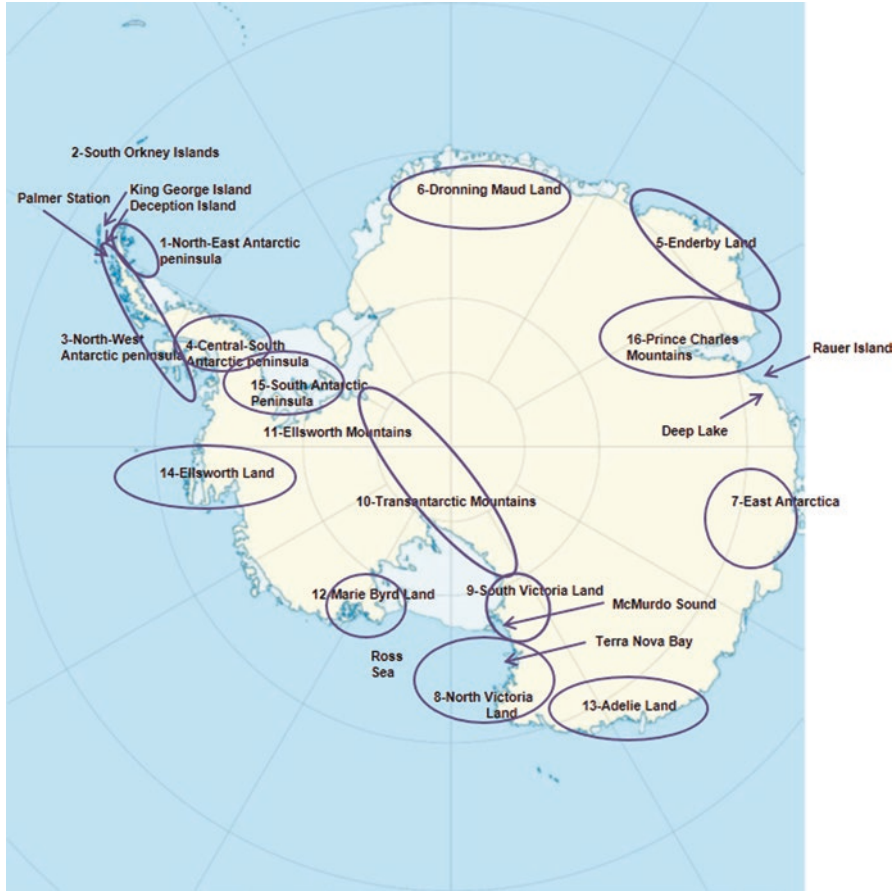 2-South Orkney Islands
King George Island
Palmer Station
Deception Island
6-Dronning Maud Land
1-North-East Antarctic
peninsula
5-Enderby Land
3-North-West
Antarctic peninsula
4-Central-South
Antarctic peninsula
16-Prince Charles
Mountains
Rauer Island
15-South Antarctic
Peninsula
11-Ellsworth Mountains
Deep Lake
14-Ellsworth Land
10-Transantarctic Mountains
7-East Antarctica
12-Marie Byrd Land
9-South Victoria Land
McMurdo Sound
Terra Nova Bay
Ross
Sea
8-North Victoria
Land
13-Adelie Land